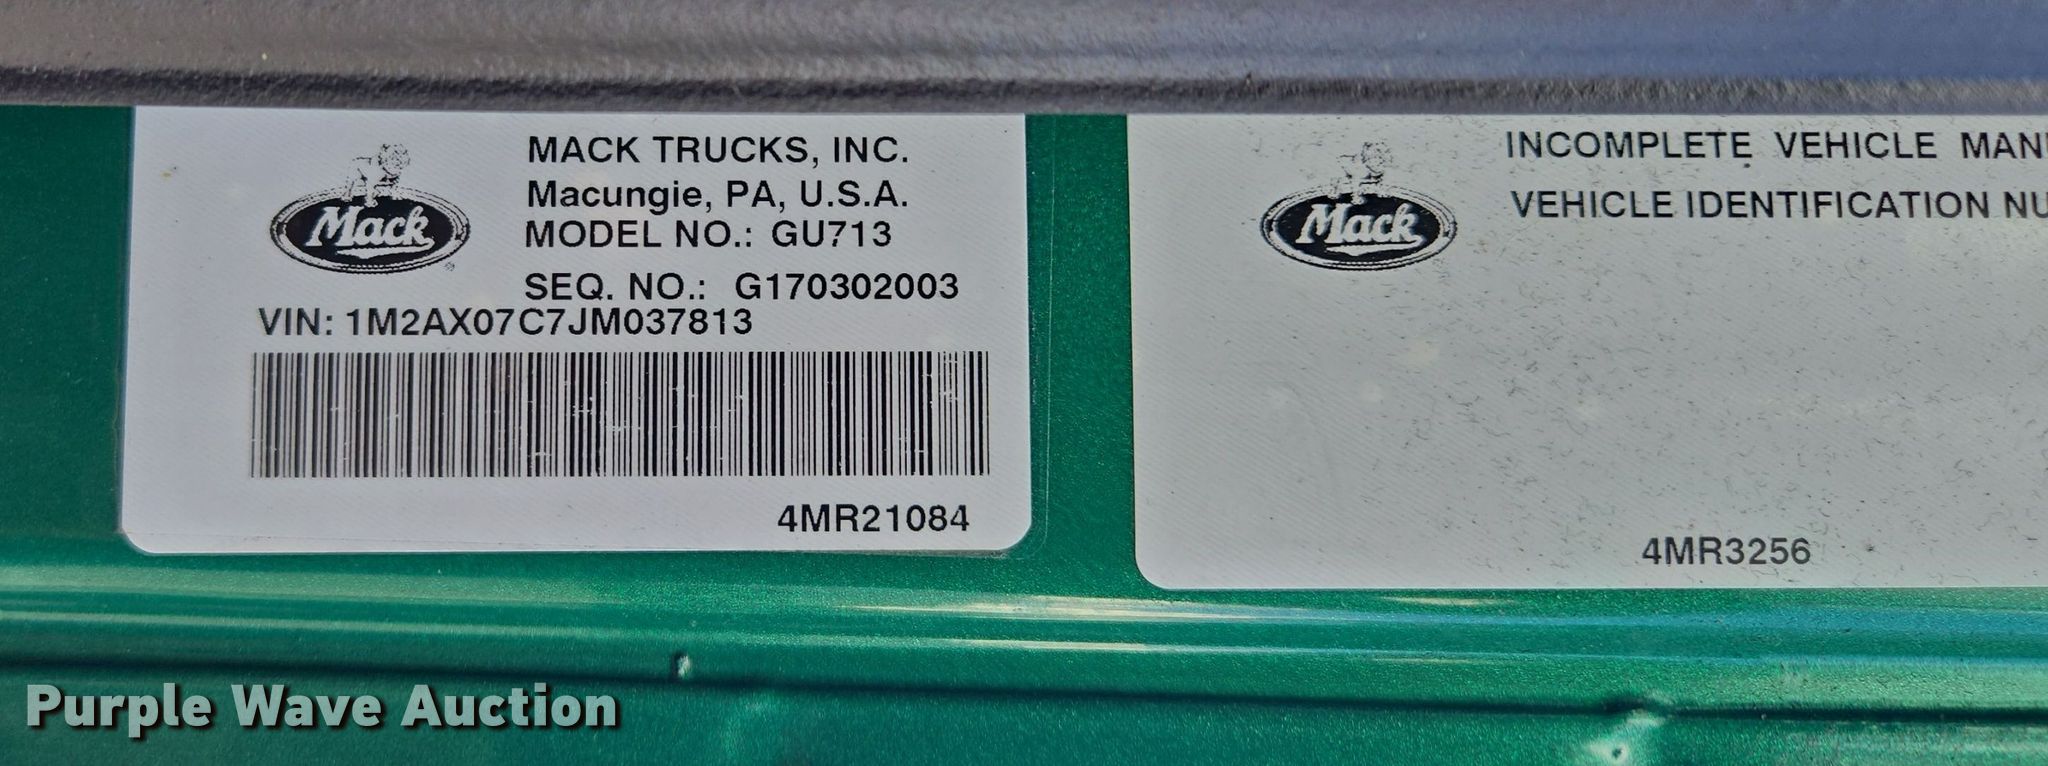 Mack
®
MACK TRUCKS, INC.
Macungie, PA, U.S.A.
MODEL NO.: GU713
SEQ. NO.: G170302003
VIN: 1M2AX07C7JM037813
4MR21084
Mack
INCOMPLETE VEHICLE MAN
VEHICLE IDENTIFICATION NU
4MR3256
Purple Wave Auction